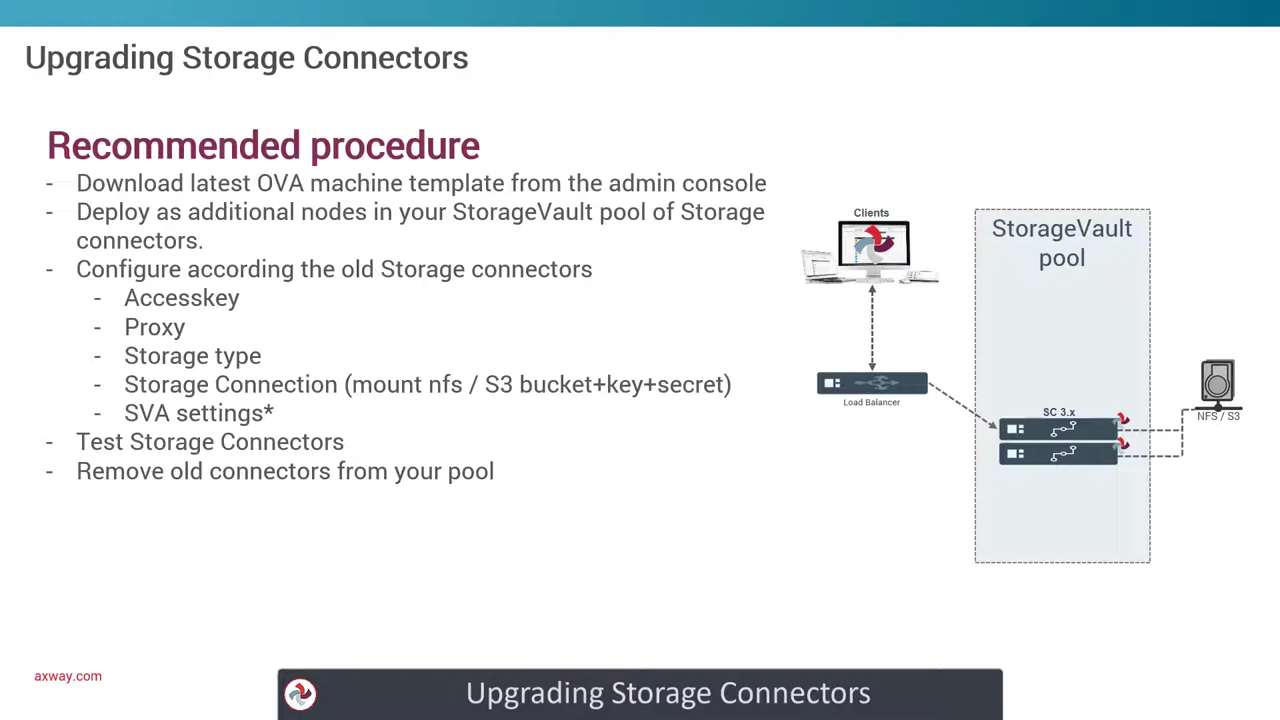 Upgrading Storage Connectors
Recommended procedure
- Download latest OVA machine template from the admin console
- Deploy as additional nodes in your StorageVault pool of Storage
connectors.
- Configure according the old Storage connectors
- Accesskey
- Proxy
- Storage type
- Storage Connection (mount nfs / S3 bucket+key+secret)
- SVA settings*
- Test Storage Connectors
- Remove old connectors from your pool
Clients
Load Balancer
StorageVault
pool
SC 3.x
NFS / S3
axway.com
Upgrading Storage Connectors